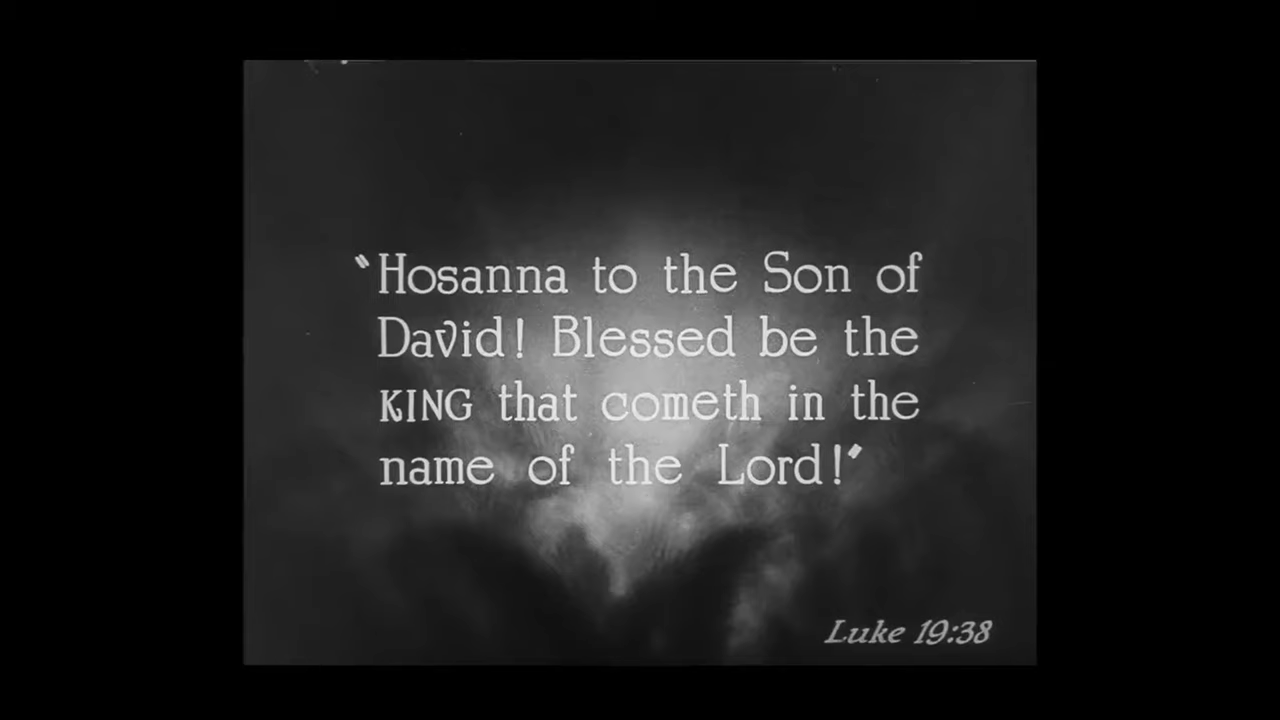 "Hosanna to the Son of
David! Blessed be the
KING that cometh in the
name of the Lord!"
Luke 19:38